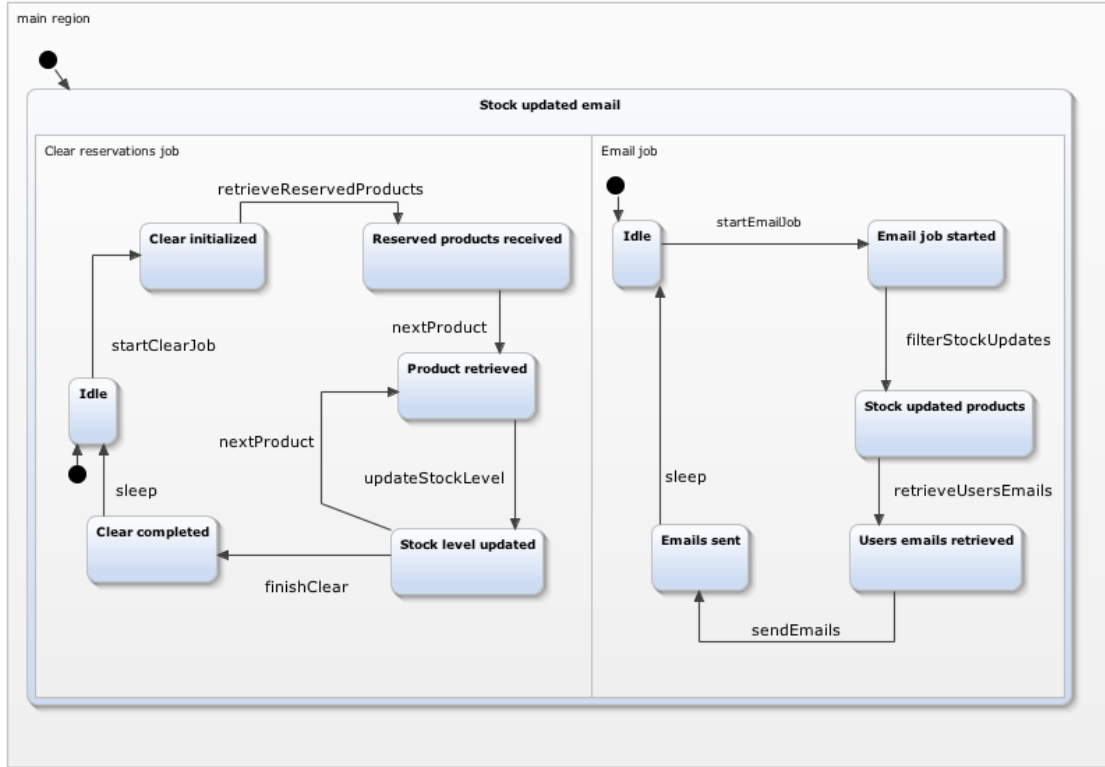 main region
Stock updated email
Clear reservations job
retrieveReservedProducts
Clear initialized
Reserved products received
startClearJob
nextProduct
Product retrieved
Idle
nextProduct
updateStockLevel
sleep
Clear completed
Stock level updated
finishClear
Email job
Idle
startEmailJob
Email job started
filterStockUpdates
Stock updated products
sleep
retrieveUsersEmails
Emails sent
Users emails retrieved
sendEmails